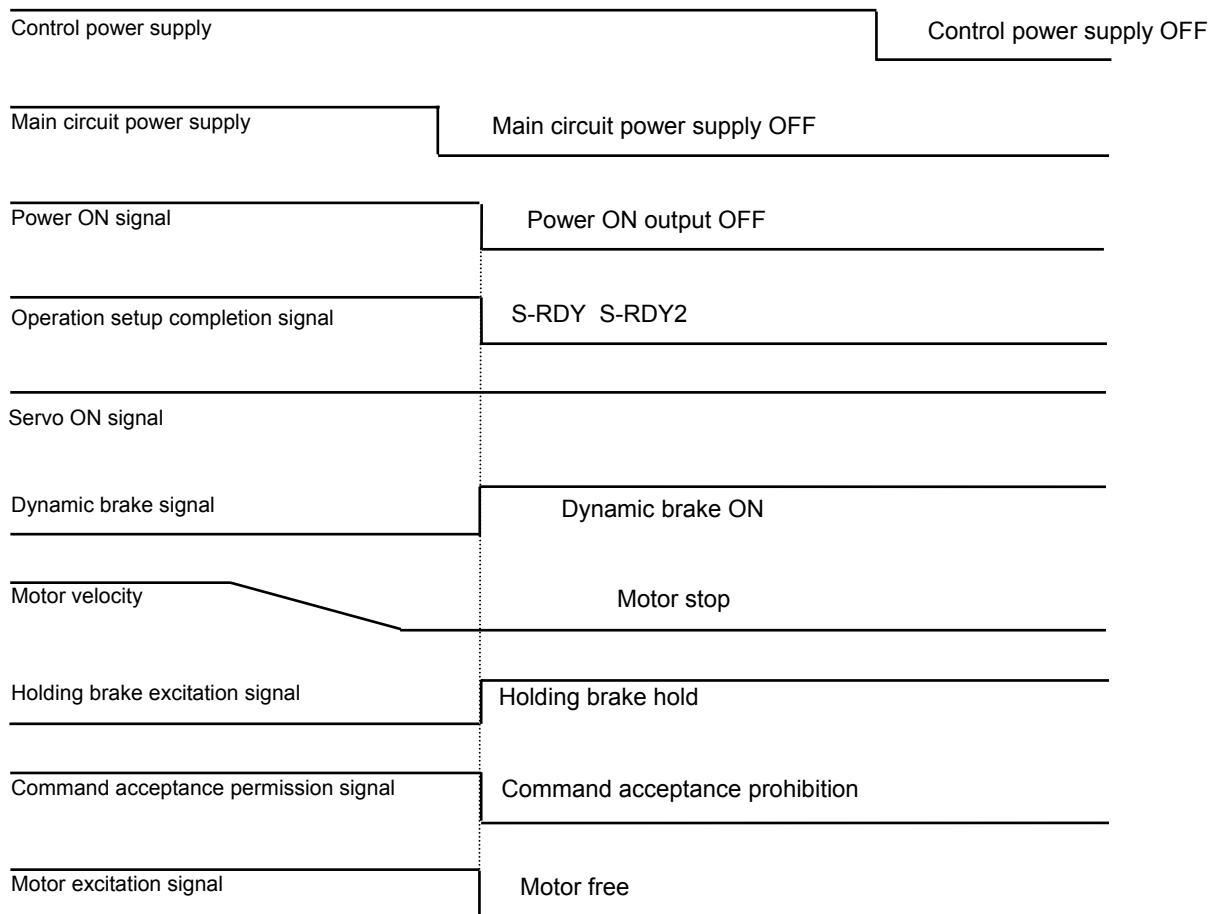 Control power supply
Control power supply OFF
Main circuit power supply
Main circuit power supply OFF
Power ON signal
Power ON output OFF
Operation setup completion signal
S-RDY S-RDY2
Servo ON signal
Dynamic brake signal
Dynamic brake ON
Motor velocity
Motor stop
Holding brake excitation signal
Holding brake hold
Command acceptance permission signal
Command acceptance prohibition
Motor excitation signal
Motor free